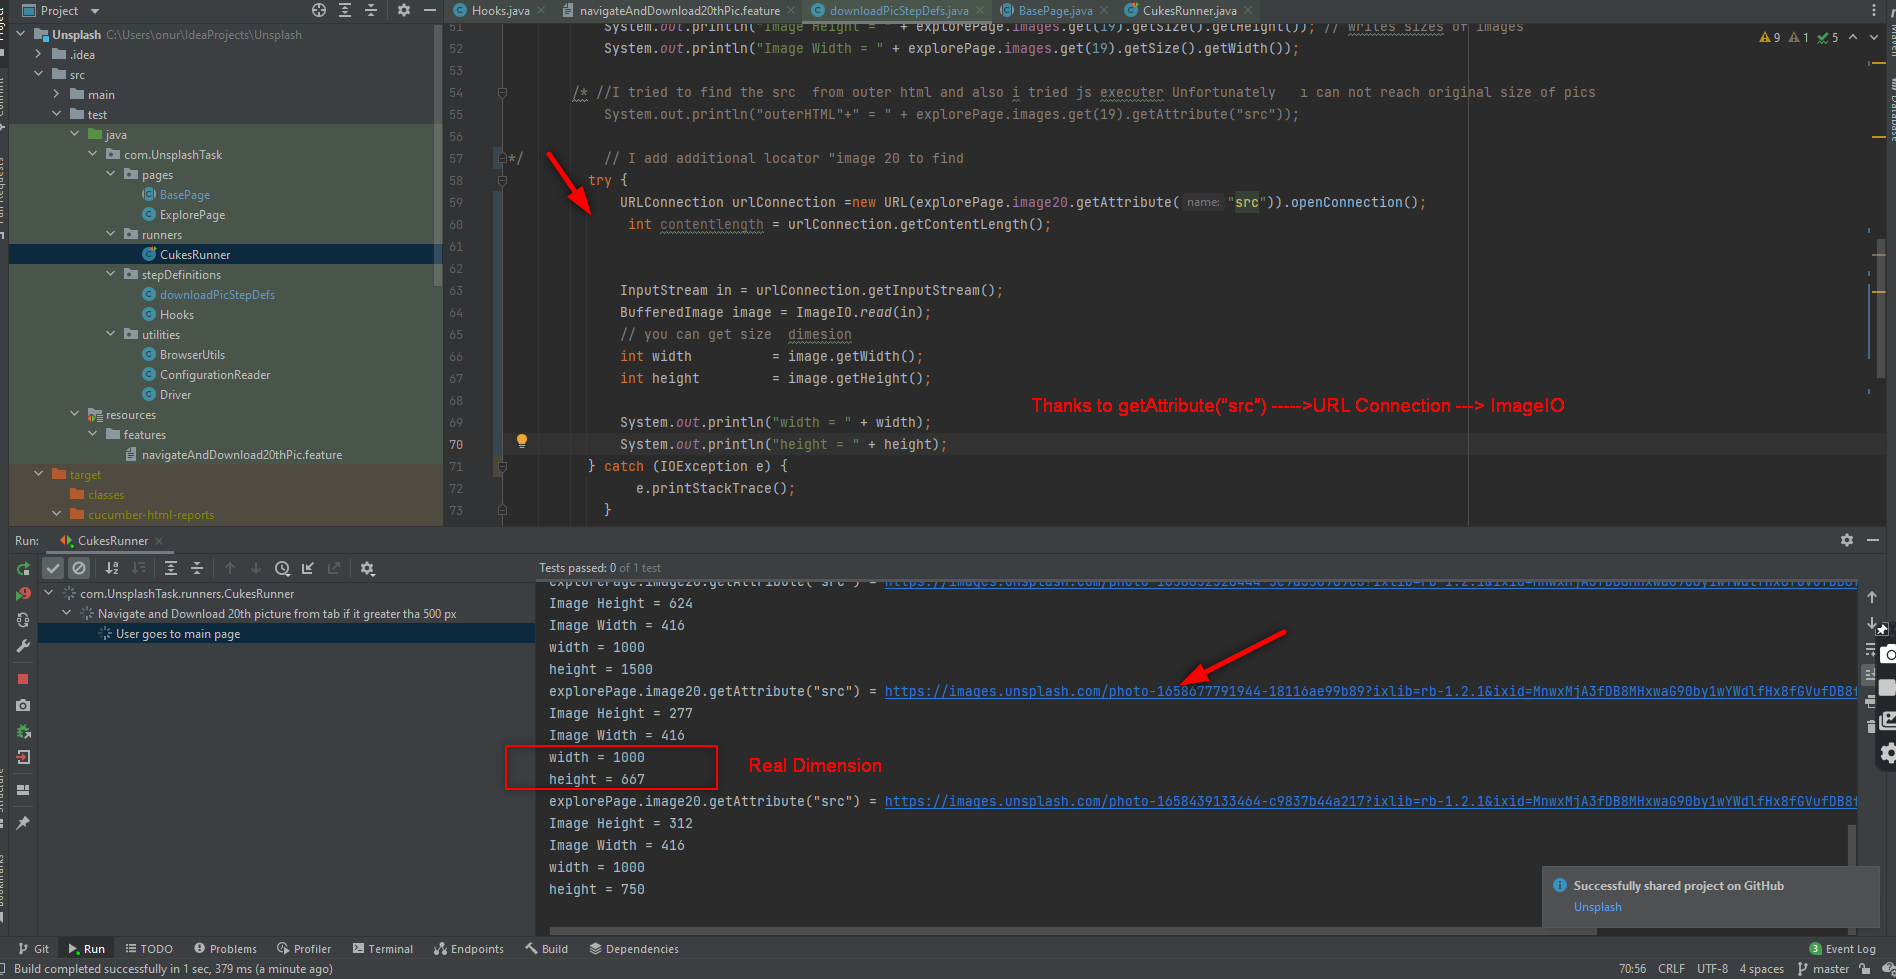 Project
Hooks.java
navigateAndDownload20thPic.feature
downloadPicStepDefs.java
BasePage.java
CukesRunner.java
Unsplash C:\Users\onur\IdeaProjects\Unsplash
.idea
src
main
test
java
com.UnsplashTask
pages
BasePage
ExplorePage
runners
CukesRunner
stepDefinitions
downloadPicStepDefs
Hooks
utilities
BrowserUtils
ConfigurationReader
Driver
resources
features
navigateAndDownload20thPic.feature
target
classes
cucumber-html-reports
9 1 5
51 System.out.println("Image Height = " + explorePage.images.get(19).getSize().getHeight()); // writes sizes of images
52 System.out.println("Image Width = " + explorePage.images.get(19).getSize().getWidth());
53
54 /* //I tried to find the src  from outer html and also i tried js executer Unfortunately   ı can not reach original size of pics
55 System.out.println("outerHTML"+" = " + explorePage.images.get(19).getAttribute("src"));
56
57 */ // I add additional locator "image 20 to find
58 try {
59 URLConnection urlConnection =new URL(explorePage.image20.getAttribute( name: "src")).openConnection();
60 int contentlength = urlConnection.getContentLength();
61
62
63 InputStream in = urlConnection.getInputStream();
64 BufferedImage image = ImageIO.read(in);
65 // you can get size  dimesion
66 int width = image.getWidth();
67 int height = image.getHeight();
68
69 System.out.println("width = " + width);
70 System.out.println("height = " + height);
71 } catch (IOException e) {
72 e.printStackTrace();
73 }
Thanks to getAttribute("src") ----->URL Connection ---> ImageIO
Database
Run: CukesRunner
Tests passed: 0 of 1 test
com.UnsplashTask.runners.CukesRunner
Navigate and Download 20th picture from tab if it greater tha 500 px
User goes to main page
Image Height = 624
Image Width = 416
width = 1000
height = 1500
explorePage.image20.getAttribute("src") = https://images.unsplash.com/photo-1658677791944-18116ae99b89?ixlib=rb-1.2.1&ixid=MnwxMjA3fDB8MHxwaG90by1wYWdlfHx8fGVufDB8f
Image Height = 277
Image Width = 416
width = 1000
height = 667
Real Dimension
explorePage.image20.getAttribute("src") = https://images.unsplash.com/photo-1658439133464-c9837b44a217?ixlib=rb-1.2.1&ixid=MnwxMjA3fDB8MHxwaG90by1wYWdlfHx8fGVufDB8f
Image Height = 312
Image Width = 416
width = 1000
height = 750
Successfully shared project on GitHub
Unsplash
Git Run TODO Problems Profiler Terminal Endpoints Build Dependencies 3 Event Log
Build completed successfully in 1 sec, 379 ms (a minute ago)
70:56 CRLF UTF-8 4 spaces master